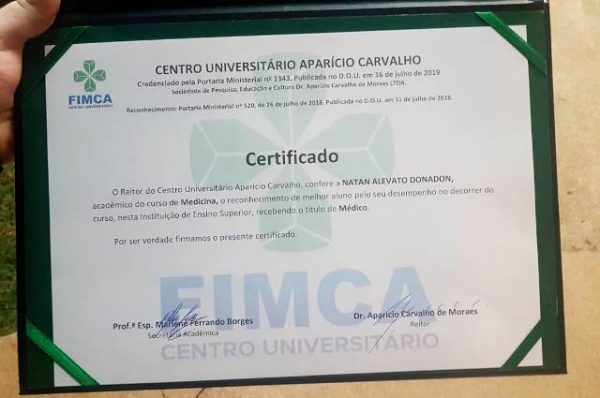 CENTRO UNIVERSITÁRIO APARÍCIO CARVALHO
Credenciado pela Portaria Ministerial nº 1343, Publicada no D.O.U. em 16 de julho de 2019
Sociedade de Pesquisa, Educação e Cultura Dr. Aparício Carvalho de Moraes LTDA.
Reconhecimento: Portaria Ministerial nº 520, de 26 de julho de 2018. Publicado no D.O.U. em 31 de julho de 2018.
FIMCA
CENTRO UNIVERSITÁRIO
Certificado
O Reitor do Centro Universitário Aparício Carvalho, confere a NATAN ALEVATO DONADON,
acadêmico do curso de Medicina, o reconhecimento de melhor aluno pelo seu desempenho no decorrer do
curso, nesta Instituição de Ensino Superior, recebendo o título de Médico.
Por ser verdade firmamos o presente certificado.
FIMCA
CENTRO UNIVERSITÁRIO
Prof.ª Esp. Marlene Ferrando Borges
Secretária Acadêmica
Dr. Aparício Carvalho de Moraes
Reitor